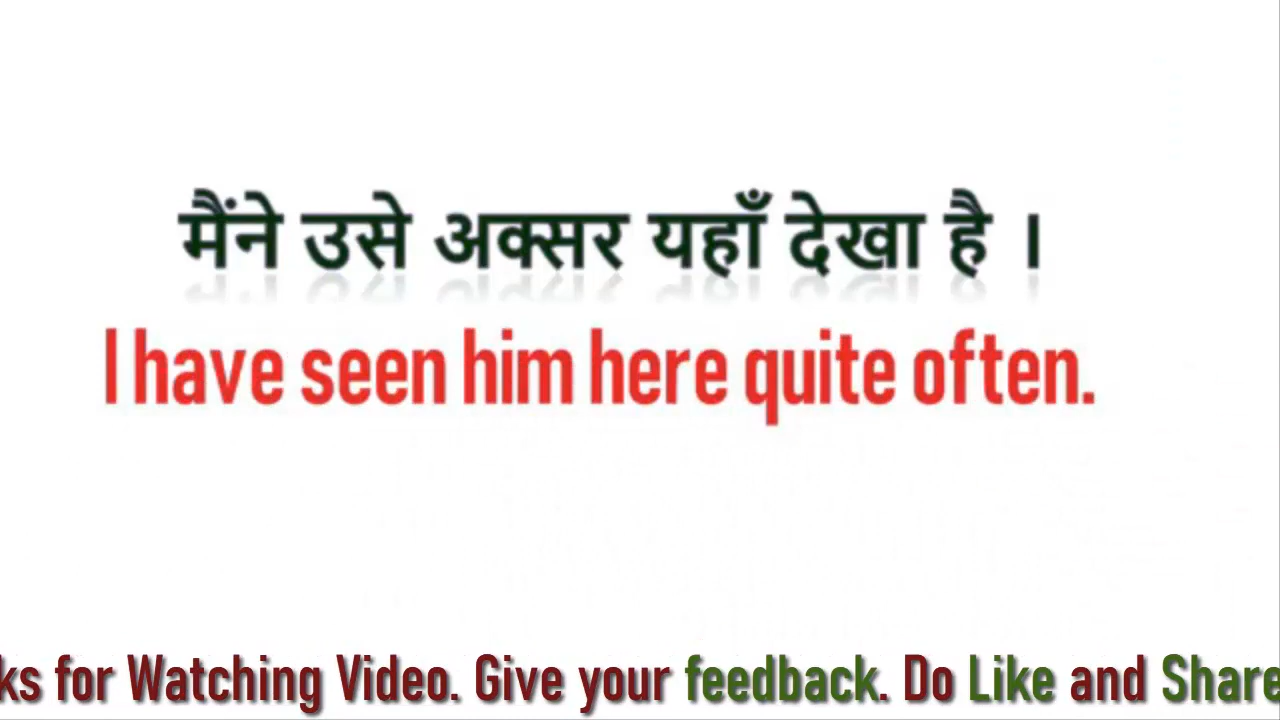 मैंने उसे अक्सर यहाँ देखा है ।
I have seen him here quite often.
ks for Watching Video. Give your feedback. Do Like and Share